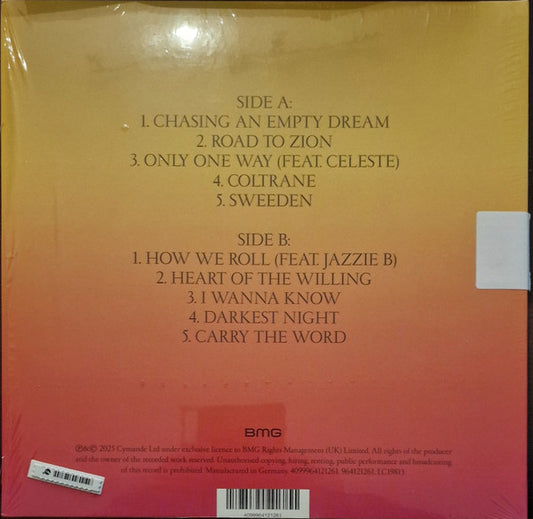 SIDE A:
1. CHASING AN EMPTY DREAM
2. ROAD TO ZION
3. ONLY ONE WAY (FEAT. CELESTE)
4. COLTRANE
5. SWEEDEN
SIDE B:
1. HOW WE ROLL (FEAT. JAZZIE B)
2. HEART OF THE WILLING
3. I WANNA KNOW
4. DARKEST NIGHT
5. CARRY THE WORD
BMG
℗&© 2025 Cymande Ltd under exclusive licence to BMG Rights Management (UK) Limited. All rights of the producer
and the owner of the recorded work reserved. Unauthorised copying, hiring, renting, public performance and broadcasting
of this record is prohibited. Manufactured in Germany. 4099964121261. 964121261. LC19813
4099964121261